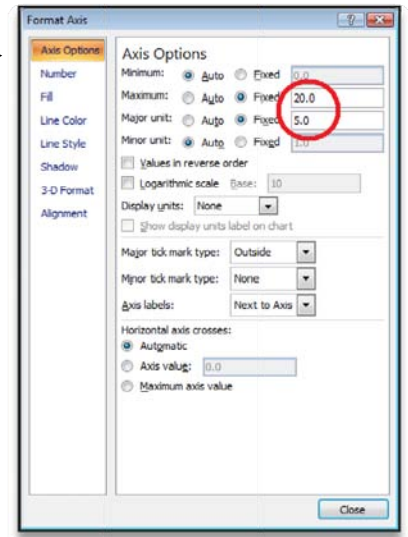 Format Axis
Axis Options
Number
Fill
Line Color
Line Style
Shadow
3-D Format
Alignment
Axis Options
Minimum: Auto Fixed 0.0
Maximum: Auto Fixed 20.0
Major unit: Auto Fixed 5.0
Minor unit: Auto Fixed 1.0
Values in reverse order
Logarithmic scale Base: 10
Display units: None
Show display units label on chart
Major tick mark type: Outside
Minor tick mark type: None
Axis labels: Next to Axis
Horizontal axis crosses:
Automatic
Axis value: 0.0
Maximum axis value
Close